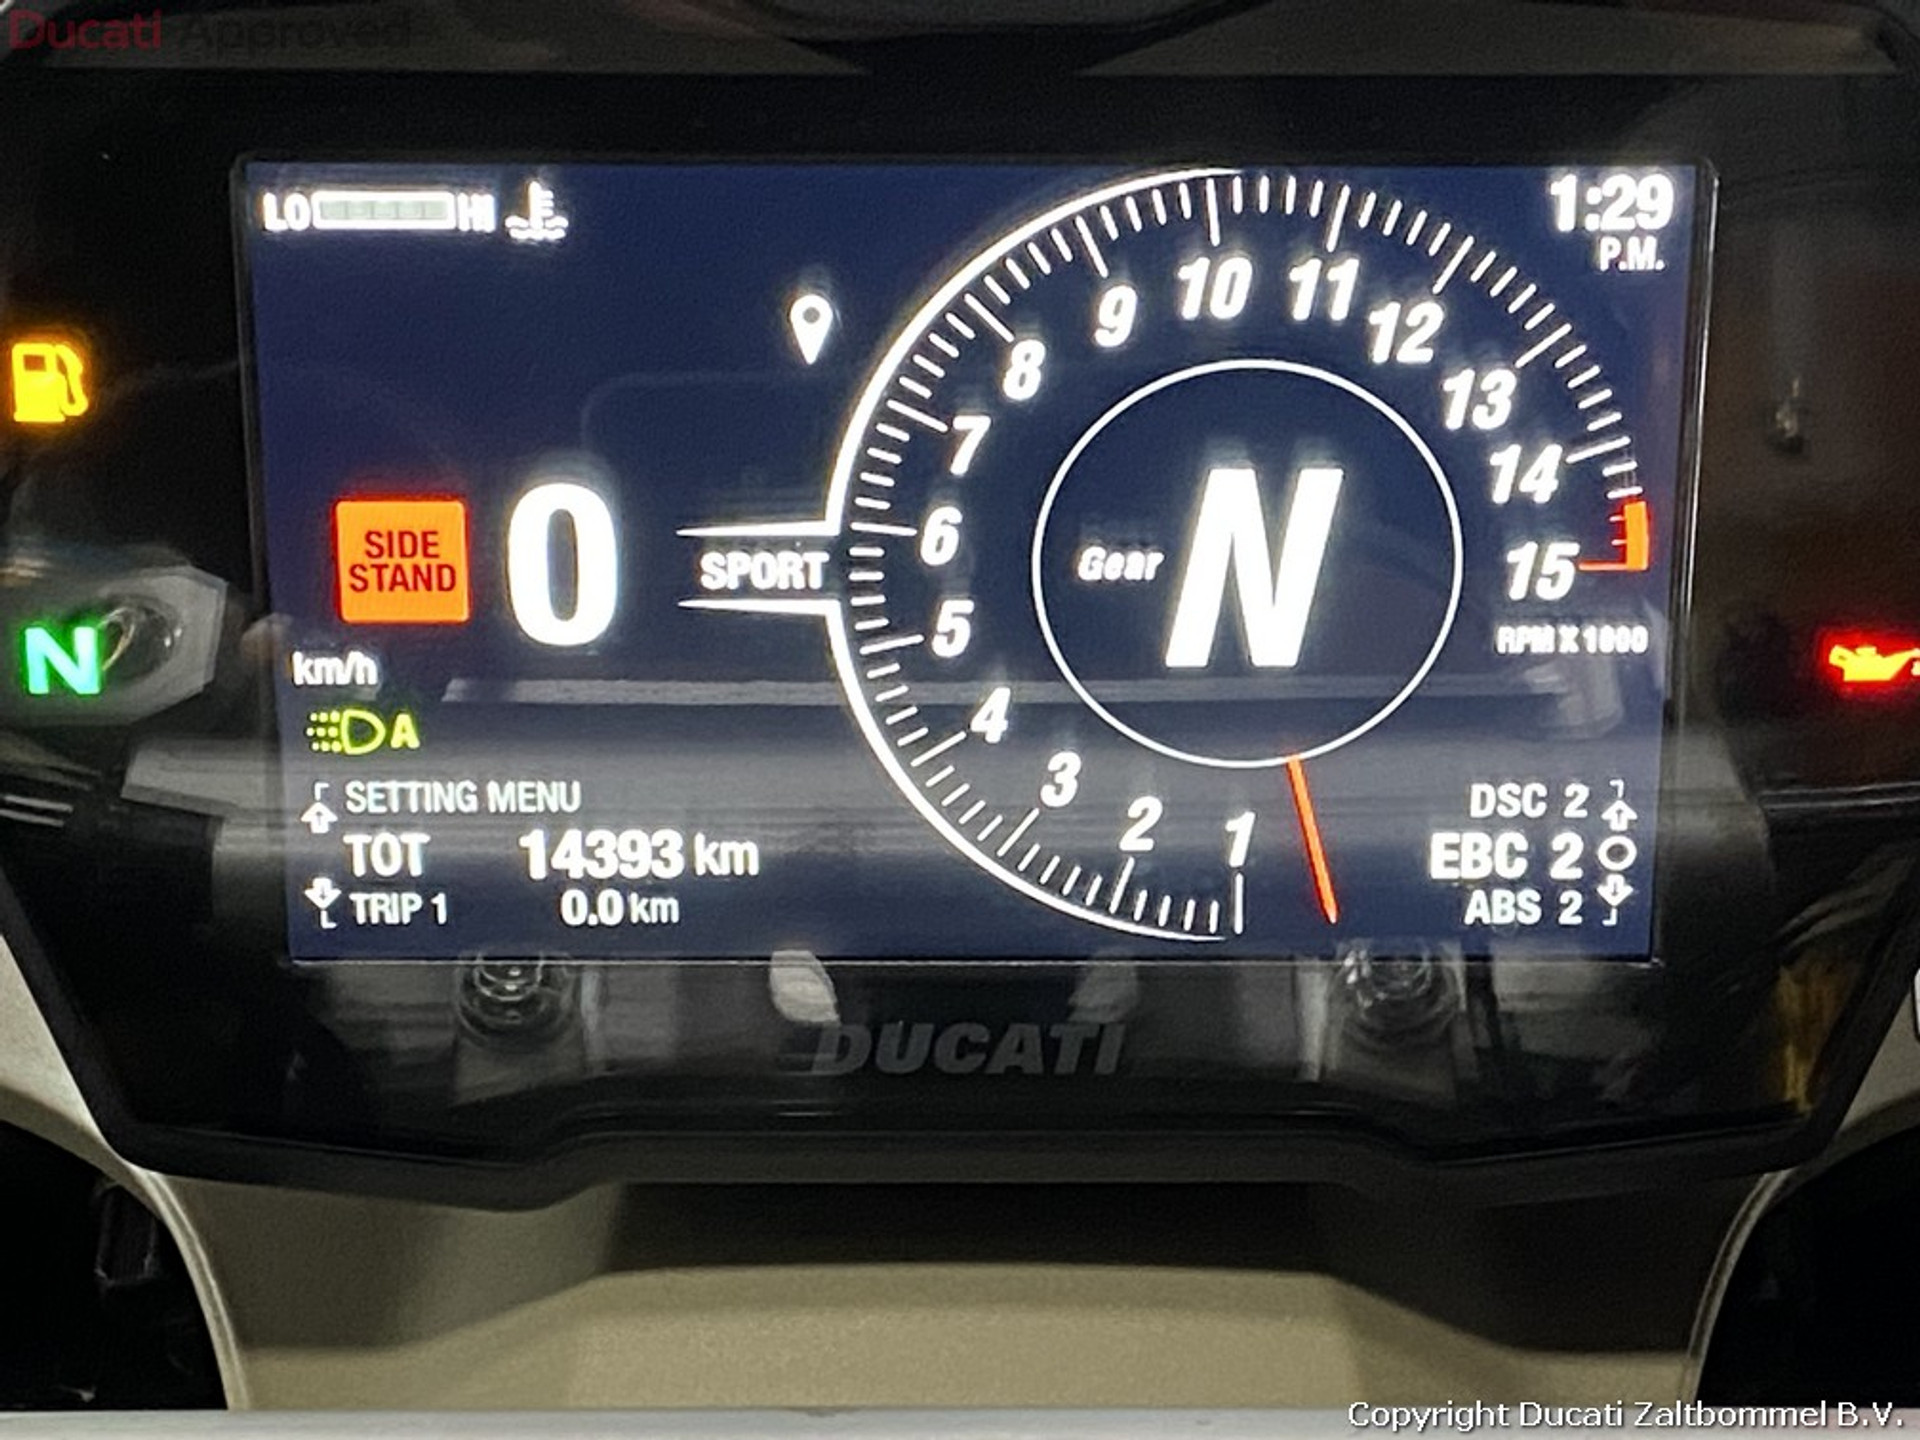 Ducati Approved
LO HI
1:29
P.M.
9 10 11 12
8 13
7 14
6 15
5 RPM X 1000
4
3
2
1
SIDE
STAND
0
SPORT
Gear N
N
km/h
A
SETTING MENU
TOT 14393 km
TRIP 1 0.0 km
DSC 2
EBC 2
ABS 2
DUCATI
Copyright Ducati Zaltbommel B.V.